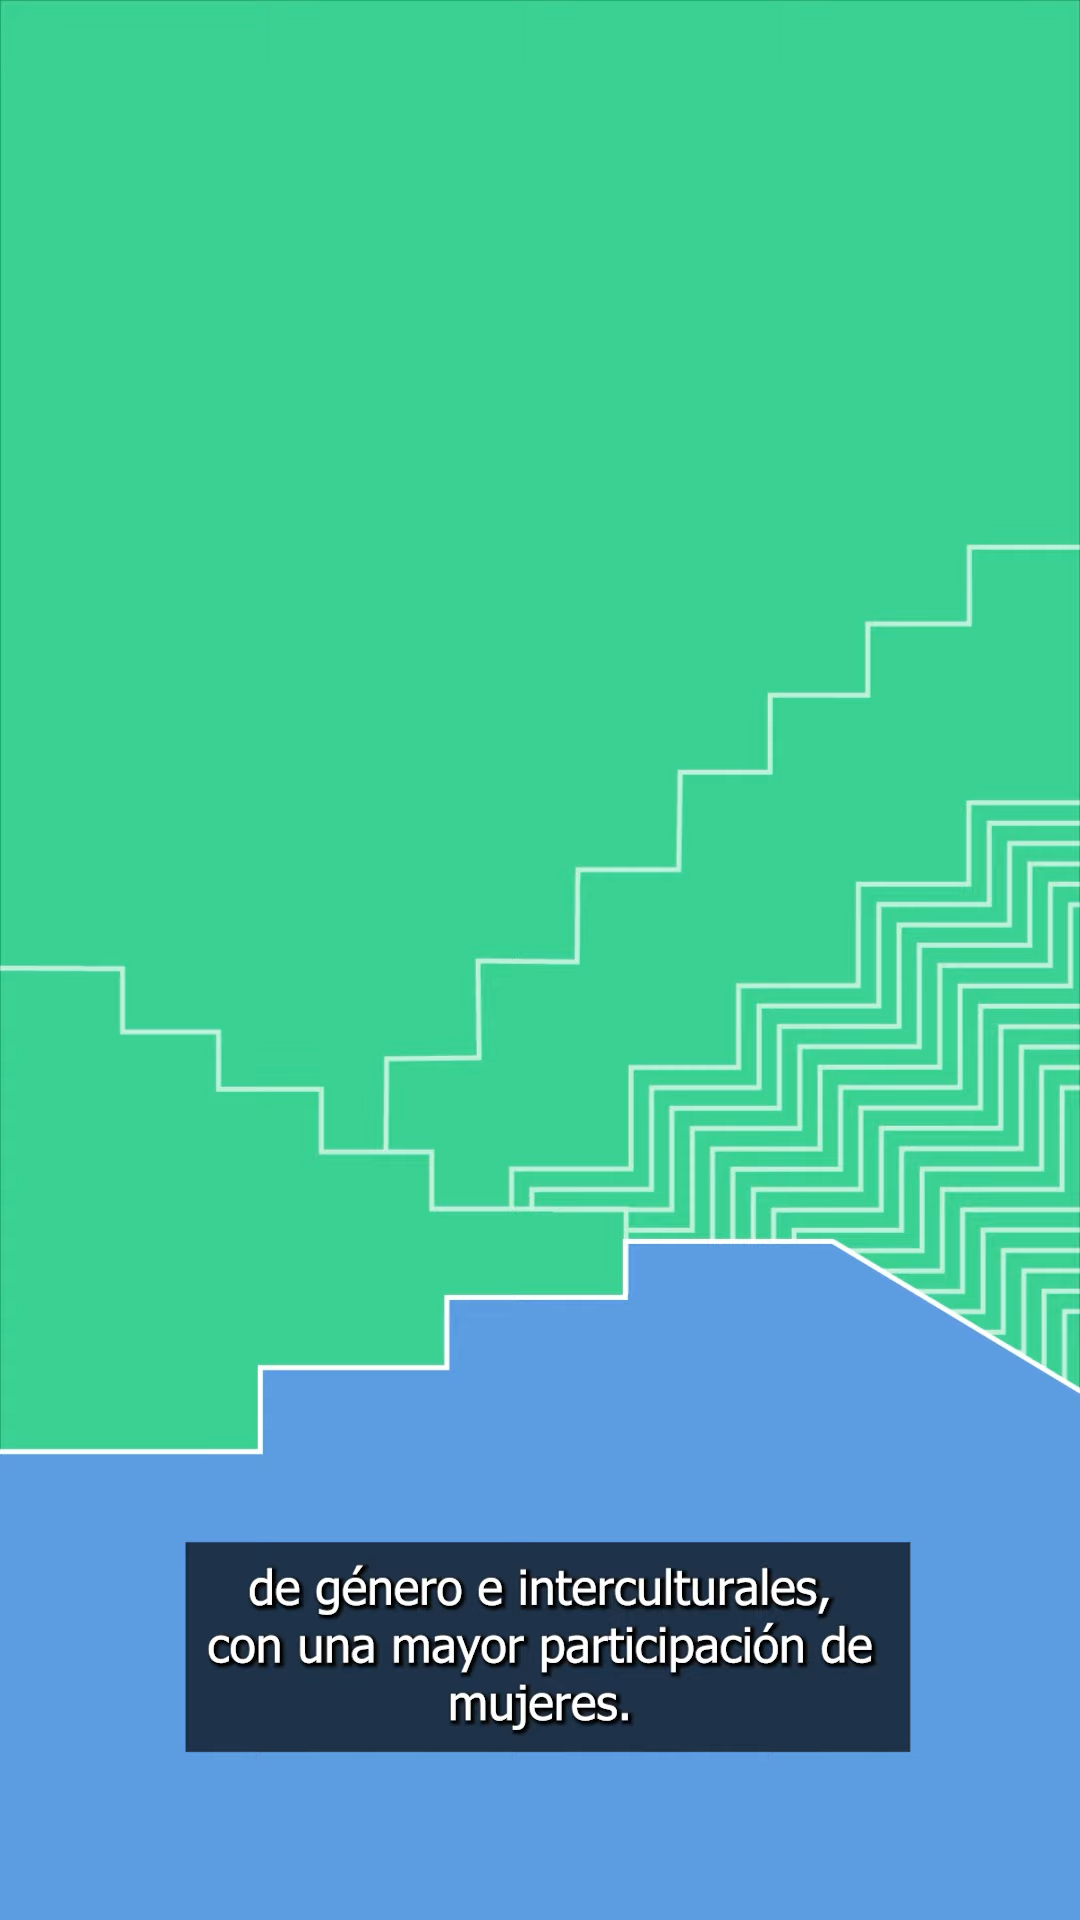 de género e interculturales,
con una mayor participación de
mujeres.